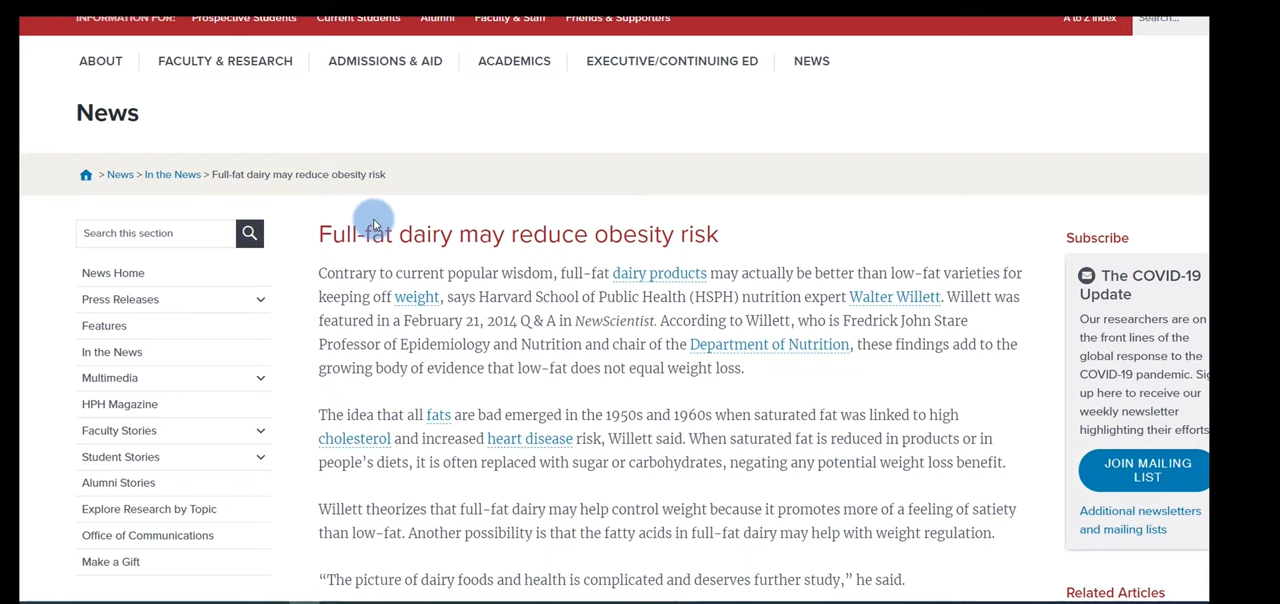 INFORMATION FOR: Prospective Students Current Students Alumni Faculty & Staff Friends & Supporters A to Z Index Search...
ABOUT FACULTY & RESEARCH ADMISSIONS & AID ACADEMICS EXECUTIVE/CONTINUING ED NEWS
News
> News > In the News > Full-fat dairy may reduce obesity risk
Search this section
News Home
Press Releases
Features
In the News
Multimedia
HPH Magazine
Faculty Stories
Student Stories
Alumni Stories
Explore Research by Topic
Office of Communications
Make a Gift
Full-fat dairy may reduce obesity risk
Contrary to current popular wisdom, full-fat dairy products may actually be better than low-fat varieties for
keeping off weight, says Harvard School of Public Health (HSPH) nutrition expert Walter Willett. Willett was
featured in a February 21, 2014 Q & A in NewScientist. According to Willett, who is Fredrick John Stare
Professor of Epidemiology and Nutrition and chair of the Department of Nutrition, these findings add to the
growing body of evidence that low-fat does not equal weight loss.
The idea that all fats are bad emerged in the 1950s and 1960s when saturated fat was linked to high
cholesterol and increased heart disease risk, Willett said. When saturated fat is reduced in products or in
people's diets, it is often replaced with sugar or carbohydrates, negating any potential weight loss benefit.
Willett theorizes that full-fat dairy may help control weight because it promotes more of a feeling of satiety
than low-fat. Another possibility is that the fatty acids in full-fat dairy may help with weight regulation.
“The picture of dairy foods and health is complicated and deserves further study,” he said.
Subscribe
The COVID-19
Update
Our researchers are on
the front lines of the
global response to the
COVID-19 pandemic. Sig
up here to receive our
weekly newsletter
highlighting their efforts
JOIN MAILING
LIST
Additional newsletters
and mailing lists
Related Articles